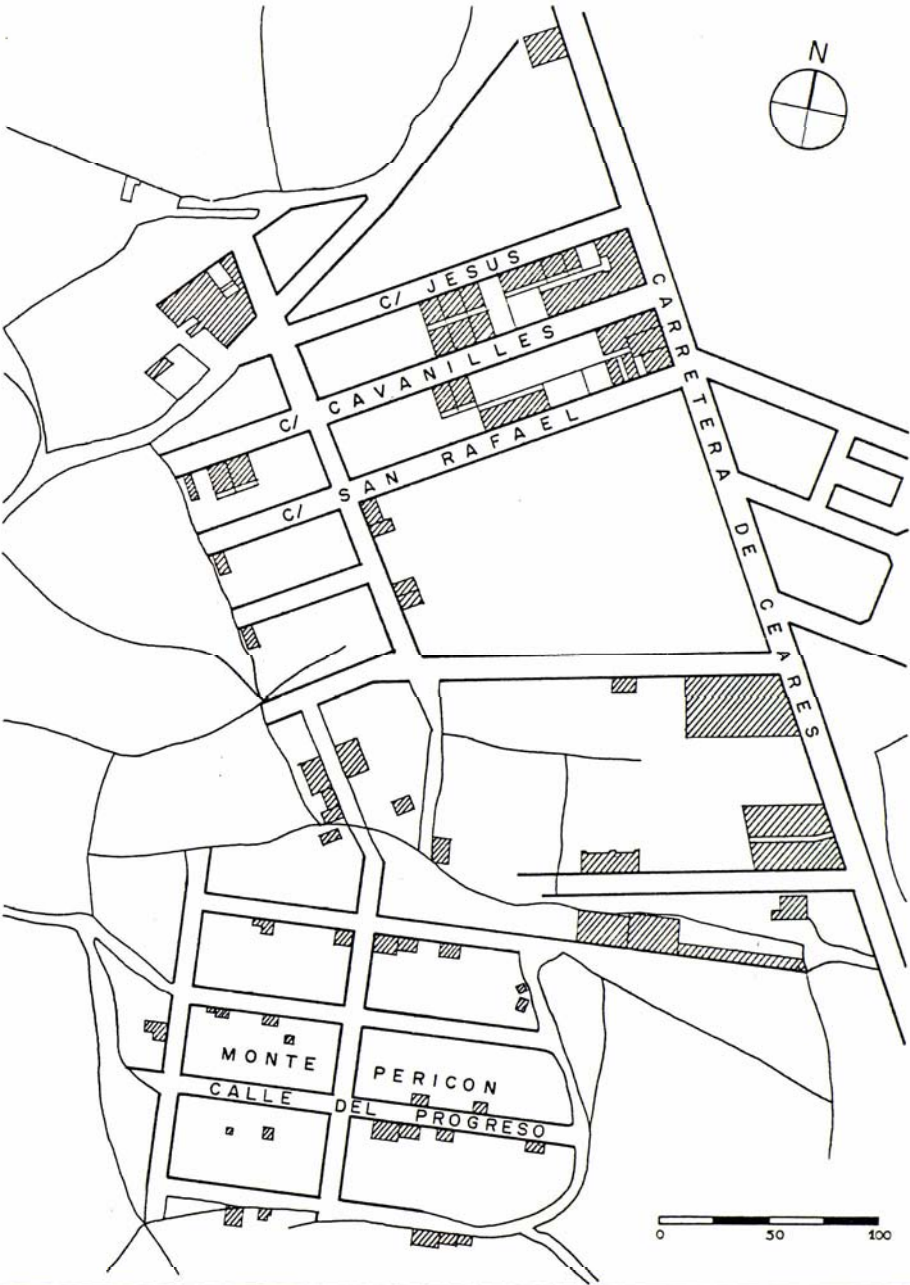 N
C/ JESUS
C/ CAVANILLES
C/ SAN RAFAEL
CARRETERA DE CEARES
MONTE PERICON
CALLE DEL PROGRESO
0 50 100